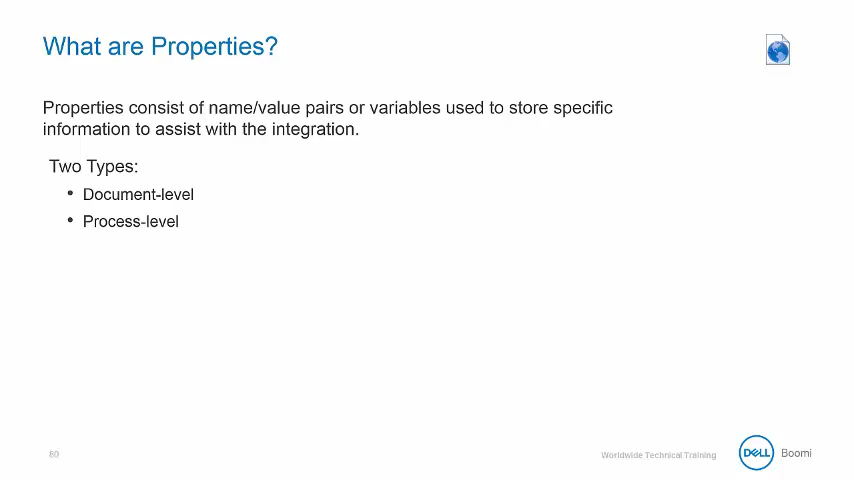 What are Properties?
Properties consist of name/value pairs or variables used to store specific
information to assist with the integration.
Two Types:
• Document-level
• Process-level
80
Worldwide Technical Training
DELL
Boomi